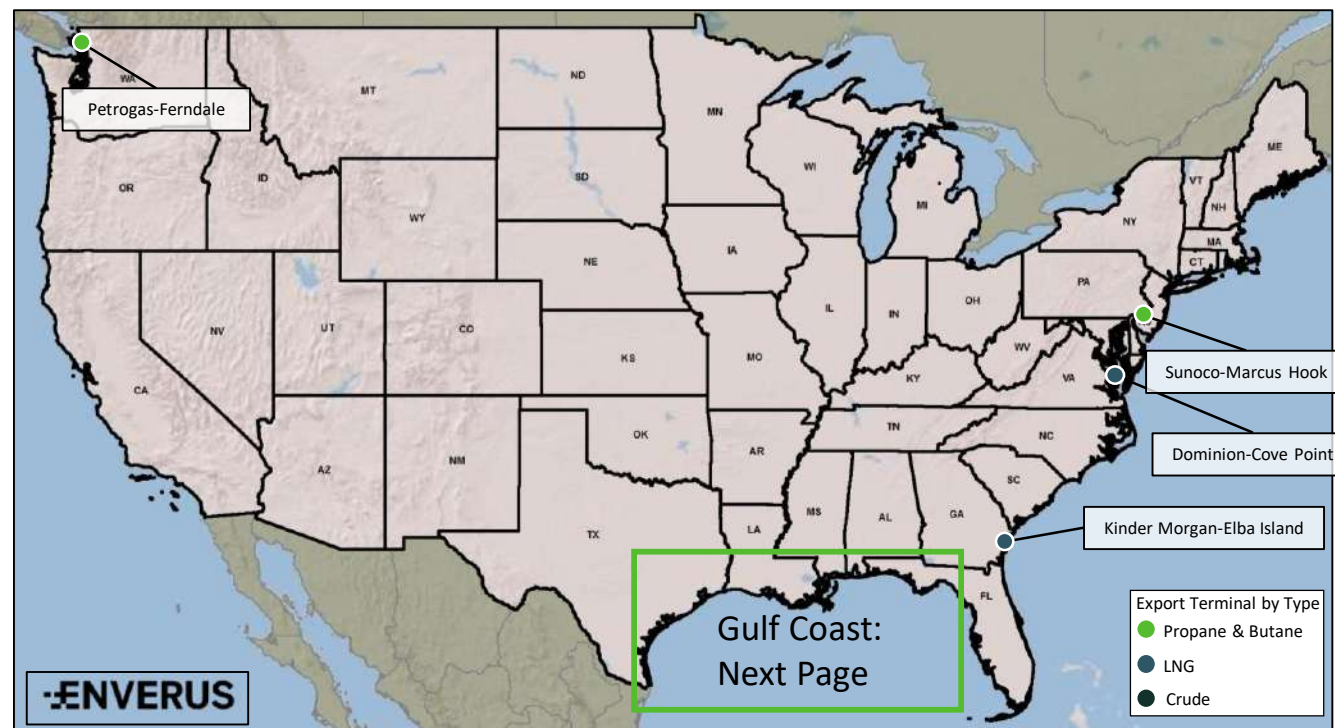 WA
Petrogas-Ferndale
MT
ND
MN
ME
OR
ID
SD
WI
VT
NH
WY
MI
NY
MA
IA
CT
NE
PA
NV
UT
CO
IL
IN
OH
WV
Sunoco-Marcus Hook
CA
KS
MO
KY
VA
Dominion-Cove Point
AZ
NM
OK
AR
TN
NC
SC
TX
LA
MS
AL
GA
Kinder Morgan-Elba Island
FL
Gulf Coast:
Next Page
Export Terminal by Type
Propane & Butane
LNG
Crude
ENVERUS